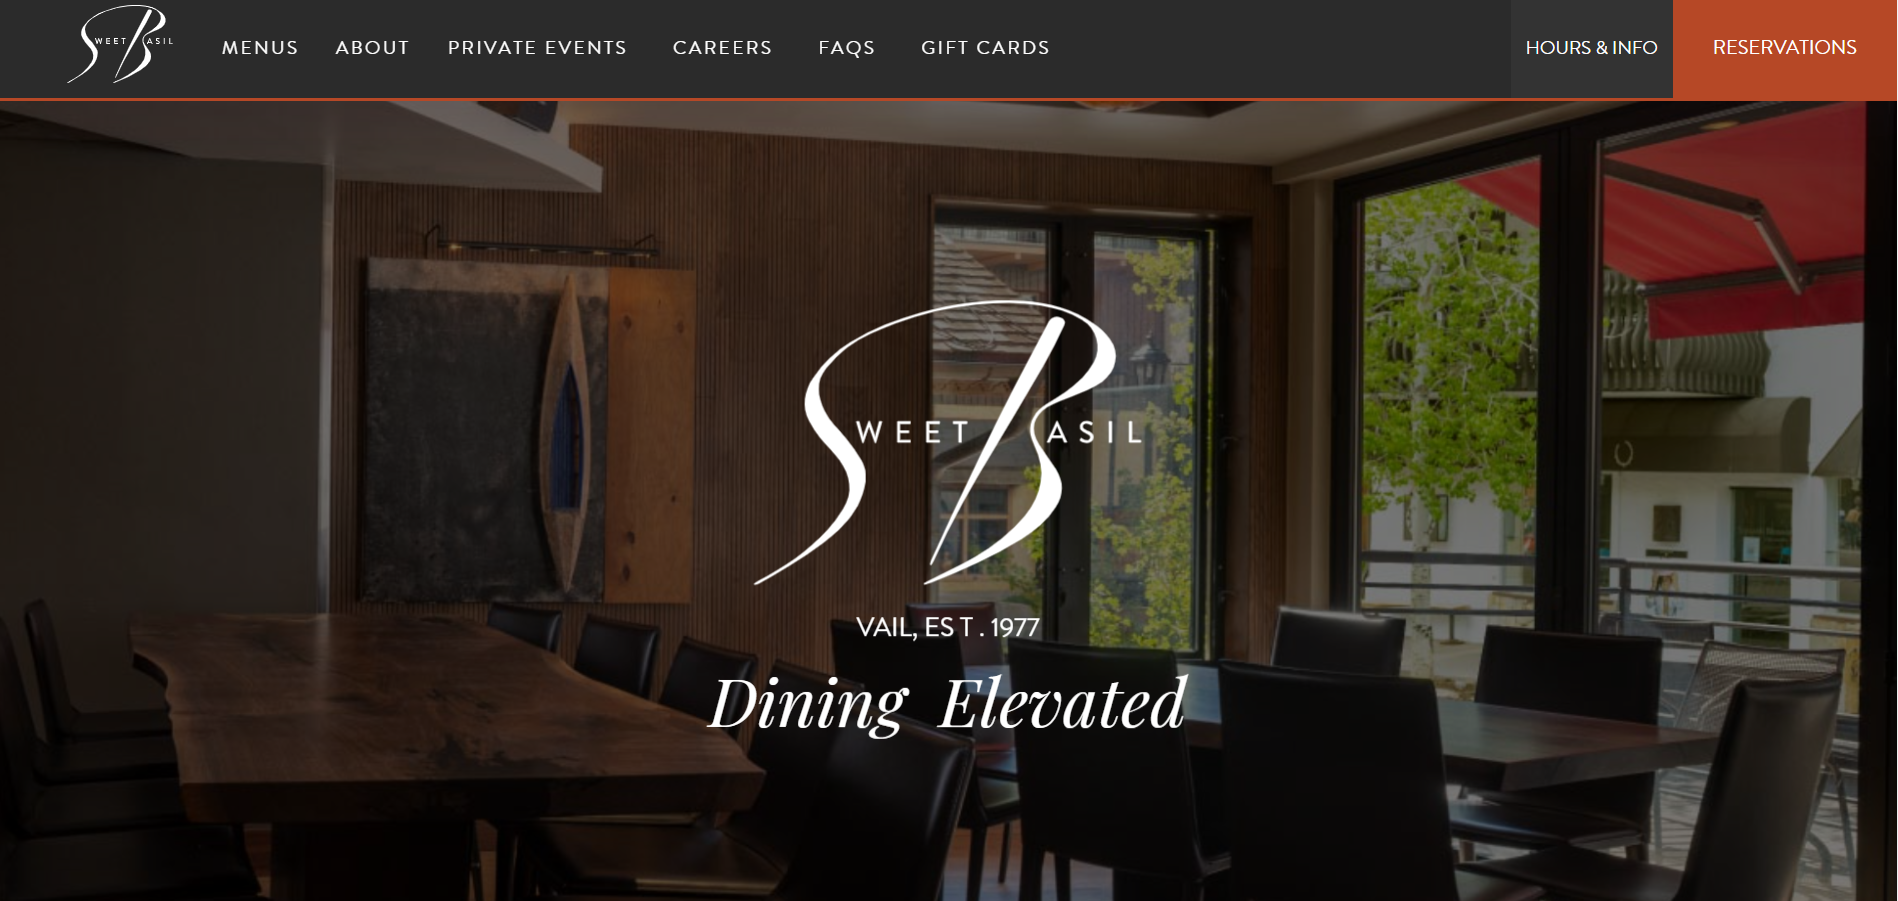 SWEET BASIL
MENUS ABOUT PRIVATE EVENTS CAREERS FAQS GIFT CARDS HOURS & INFO RESERVATIONS
SWEET BASIL
VAIL, EST. 1977
Dining Elevated